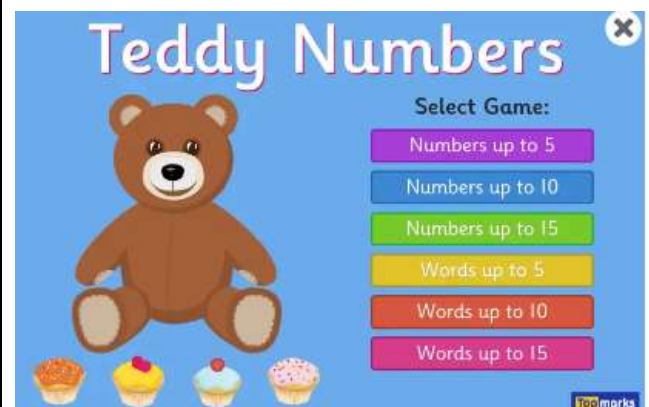 Teddy Numbers
Select Game:
Numbers up to 5
Numbers up to 10
Numbers up to 15
Words up to 5
Words up to 10
Words up to 15
Topmarks